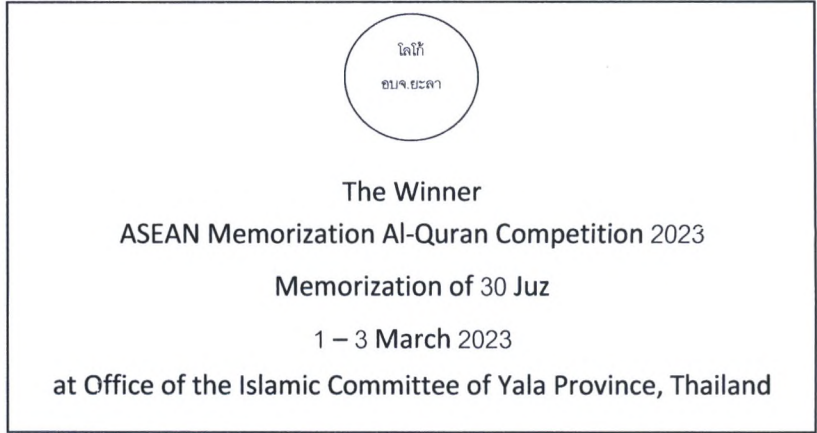 โลโก้
อบจ.ยะลา
The Winner
ASEAN Memorization Al-Quran Competition 2023
Memorization of 30 Juz
1 – 3 March 2023
at Office of the Islamic Committee of Yala Province, Thailand